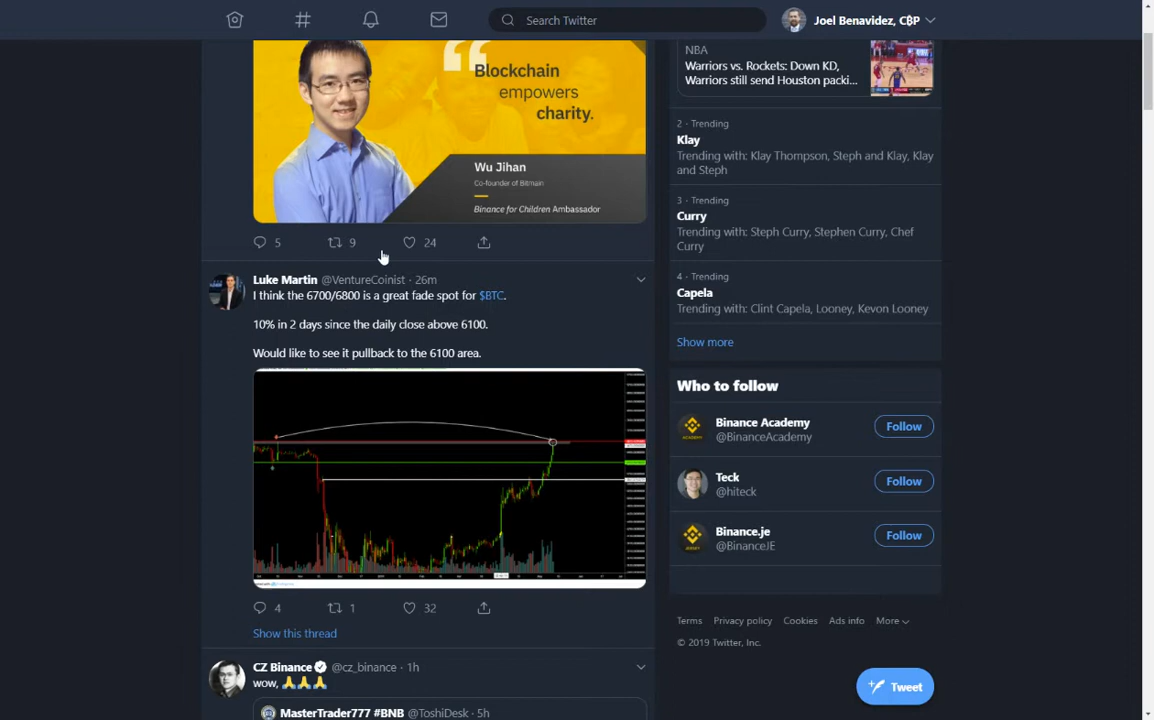 Search Twitter
Joel Benavidez, C₿P
Blockchain
empowers
charity.
Wu Jihan
Co-founder of Bitmain
Binance for Children Ambassador
5
9
24
Luke Martin @VentureCoinist · 26m
I think the 6700/6800 is a great fade spot for $BTC.
10% in 2 days since the daily close above 6100.
Would like to see it pullback to the 6100 area.
4
1
32
Show this thread
CZ Binance @cz_binance · 1h
wow, 🙏🙏🙏
MasterTrader777 #BNB @ToshiDesk · 5h
NBA
Warriors vs. Rockets: Down KD,
Warriors still send Houston packi...
2 · Trending
Klay
Trending with: Klay Thompson, Steph and Klay, Klay
and Steph
3 · Trending
Curry
Trending with: Steph Curry, Stephen Curry, Chef
Curry
4 · Trending
Capela
Trending with: Clint Capela, Looney, Kevon Looney
Show more
Who to follow
Binance Academy
@BinanceAcademy
Follow
Teck
@hiteck
Follow
Binance.je
@BinanceJE
Follow
Terms Privacy policy Cookies Ads info More
© 2019 Twitter, Inc.
Tweet